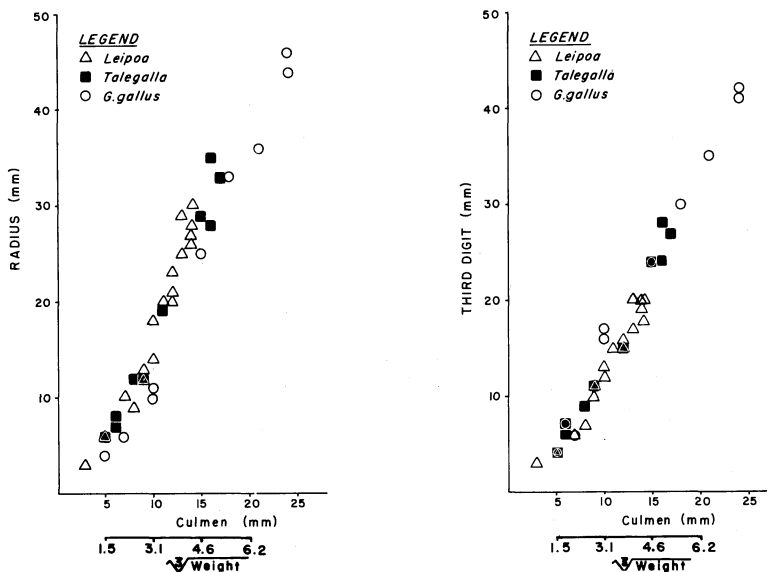 50
40
30
20
10
RADIUS (mm)
LEGEND
Leipoa
Talegalla
G.gallus
5 10 15 20 25
Culmen (mm)
1.5 3.1 4.6 6.2
∛Weight
50
40
30
20
10
THIRD DIGIT (mm)
LEGEND
Leipoa
Talegalla
G.gallus
5 10 15 20 25
Culmen (mm)
1.5 3.1 4.6 6.2
∛Weight